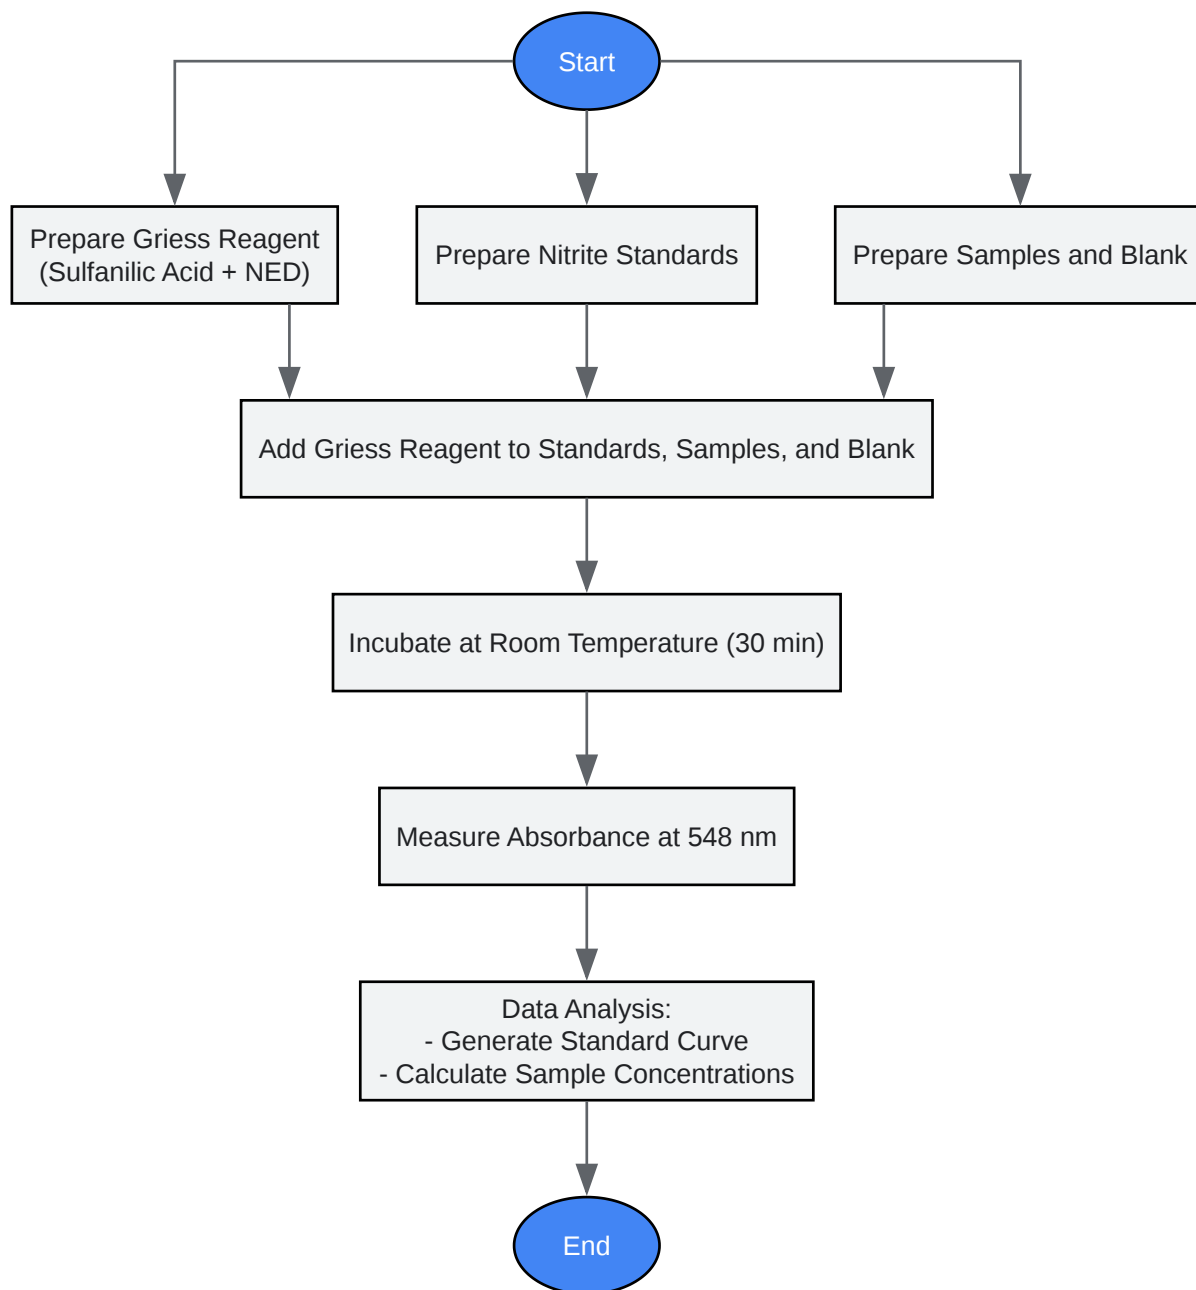 Start
Prepare Griess Reagent
(Sulfanilic Acid + NED)
Prepare Nitrite Standards
Prepare Samples and Blank
Add Griess Reagent to Standards, Samples, and Blank
Incubate at Room Temperature (30 min)
Measure Absorbance at 548 nm
Data Analysis:
- Generate Standard Curve
- Calculate Sample Concentrations
End